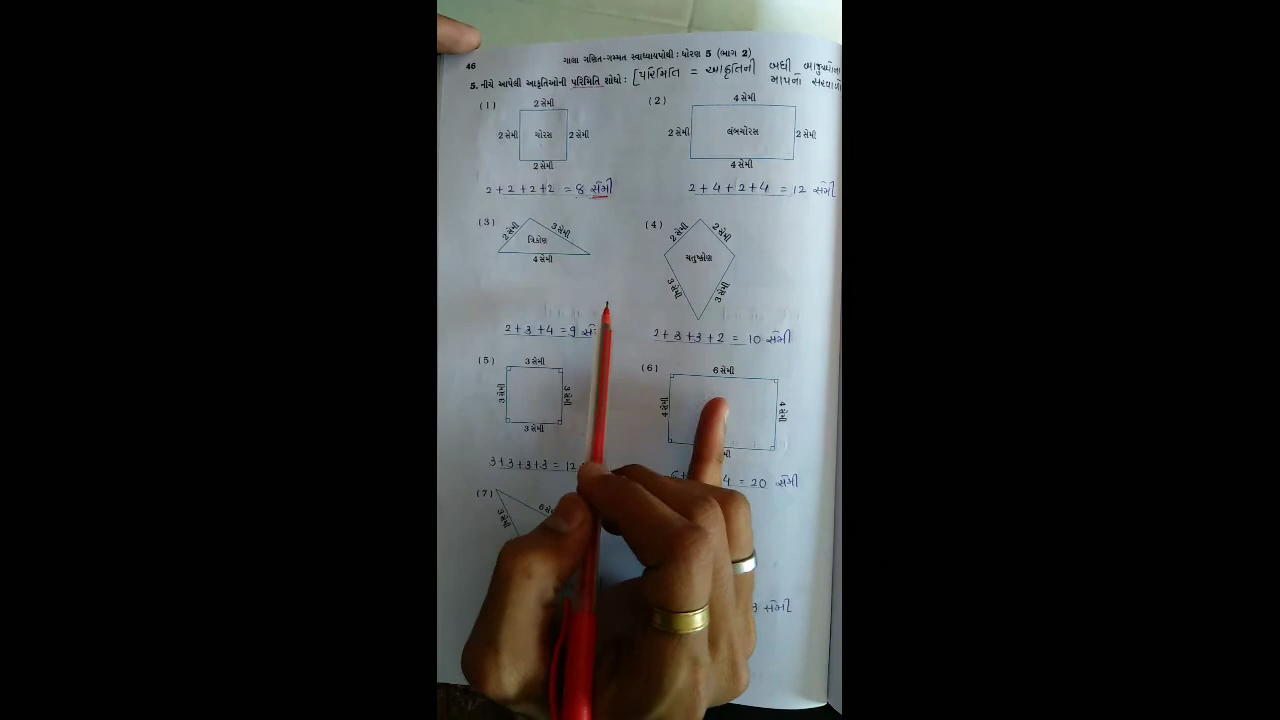 46
ગાલા ગણિત-ગમ્મત સ્વાધ્યાયપોથી : ધોરણ 5 (ભાગ 2)
5. નીચે આપેલી આકૃતિઓની પરિમિતિ શોધો : [પરિમિતિ = આકૃતિની બધી બાજુઓના
માપનો સરવાળો
(1)
2 સેમી
2 સેમી
ચોરસ
2 સેમી
2 સેમી
2 + 2 + 2 + 2 = 8 સેમી
(2)
4 સેમી
2 સેમી
લંબચોરસ
2 સેમી
4 સેમી
2 + 4 + 2 + 4 = 12 સેમી
(3)
2 સેમી
3 સેમી
ત્રિકોણ
4 સેમી
2 + 3 + 4 = 9
(4)
2 સેમી
2 સેમી
ચતુષ્કોણ
3 સેમી
3 સેમી
2 + 3 + 3 + 2 = 10 સેમી
(5)
3 સેમી
3 સેમી
3 સેમી
3 સેમી
3 + 3 + 3 + 3 = 12
(6)
6 સેમી
4 સેમી
4 સેમી
4 = 20 સેમી
(7)
3 સેમી
સેમી